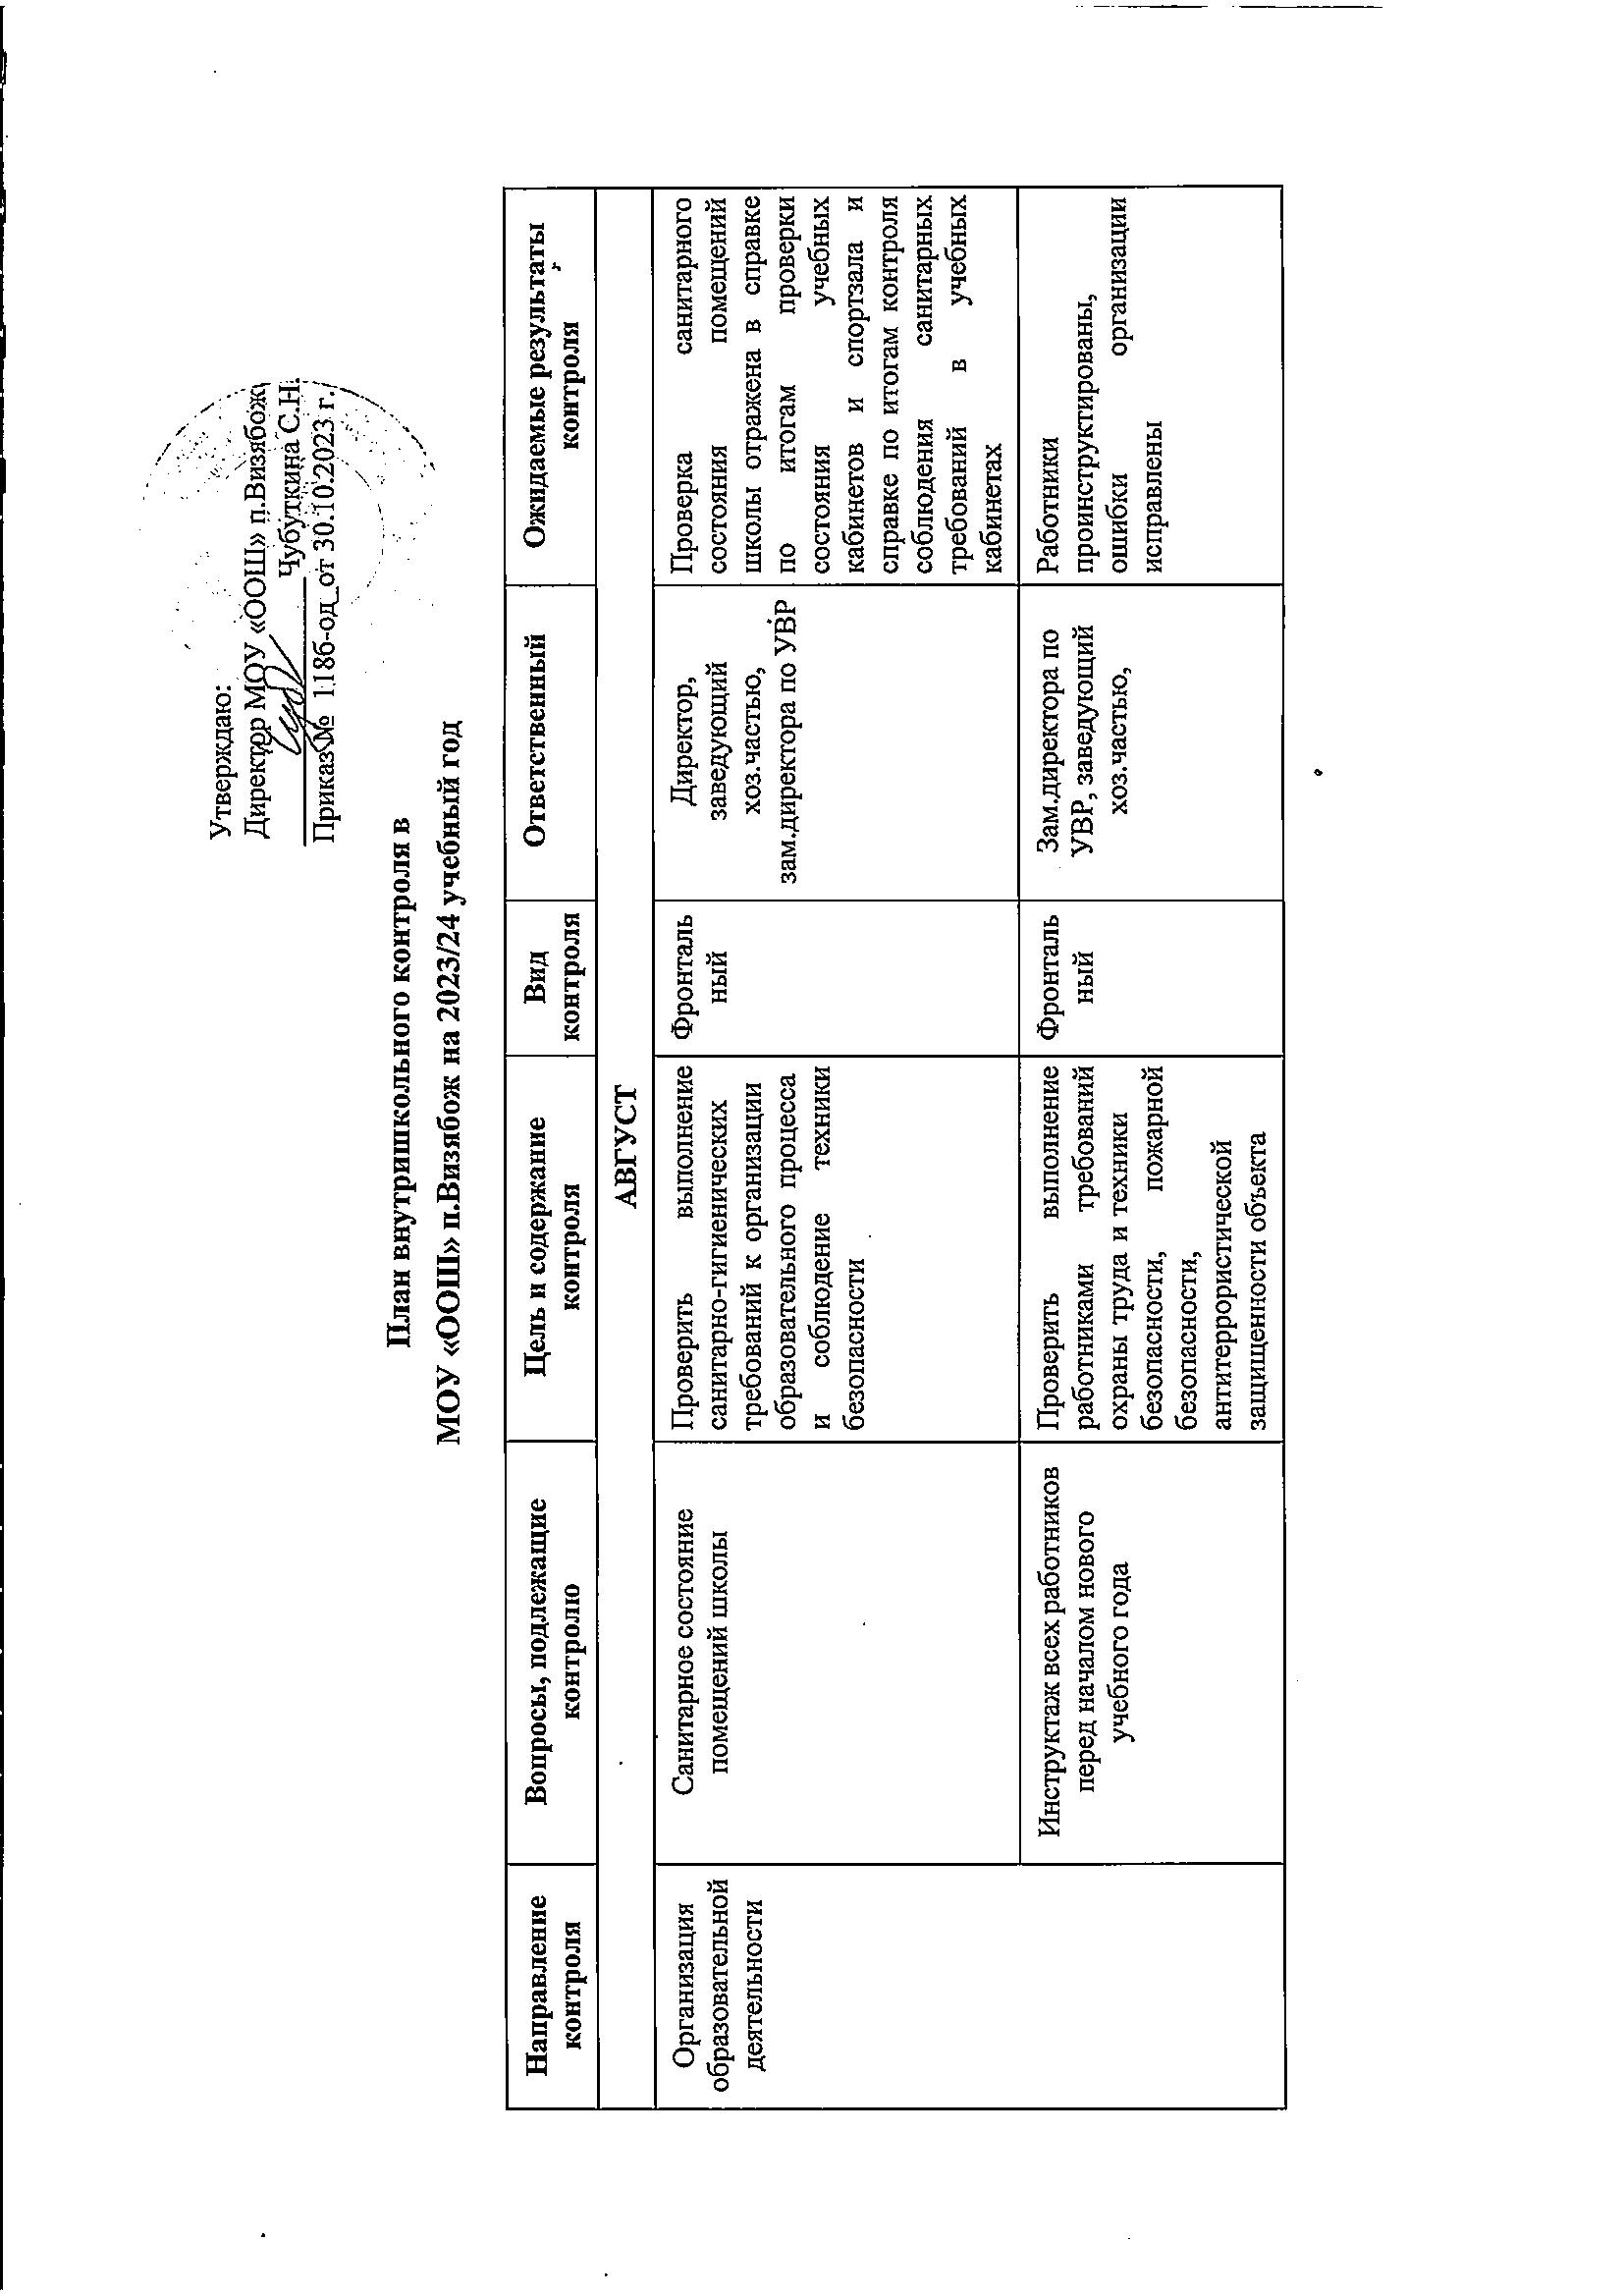 Утверждаю:
Директор МОУ «ООШ» п.Визябож
Чубуткина С.Н.
Приказ № 118б-од_от 30.10.2023 г.
План внутришкольного контроля в
МОУ «ООШ» п.Визябож на 2023/24 учебный год
Направление
контроля
Вопросы, подлежащие
контролю
Цель и содержание
контроля
Вид
контроля
Ответственный
Ожидаемые результаты
контроля
АВГУСТ
Организация
образовательной
деятельности
Санитарное состояние
помещений школы
Проверить выполнение
санитарно-гигиенических
требований к организации
образовательного процесса
и соблюдение техники
безопасности
Фронталь
ный
Директор,
заведующий
хоз.частью,
зам.директора по УВР
Проверка санитарного
состояния помещений
школы отражена в справке
по итогам проверки
состояния учебных
кабинетов и спортзала и
справке по итогам контроля
соблюдения санитарных
требований в учебных
кабинетах
Инструктаж всех работников
перед началом нового
учебного года
Проверить выполнение
работниками требований
охраны труда и техники
безопасности, пожарной
безопасности,
антитеррористической
защищенности объекта
Фронталь
ный
Зам.директора по
УВР, заведующий
хоз.частью,
Работники
проинструктированы,
ошибки организации
исправлены